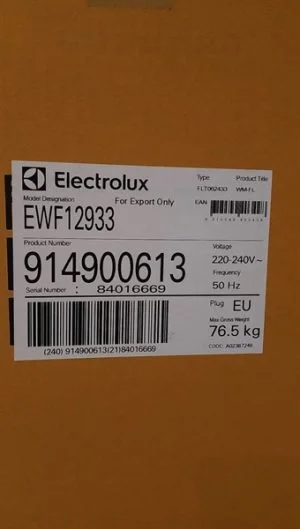 Electrolux
Type
Product Title
FLT062433
WM-FL
Model Designation
For Export Only
EAN
EWF12933
Product Number
914900613
Serial Number : 84016669
(240) 914900613(21)84016669
Voltage
220-240V~
Frequency
50 Hz
Plug EU
Max Gross Weight
76.5 kg